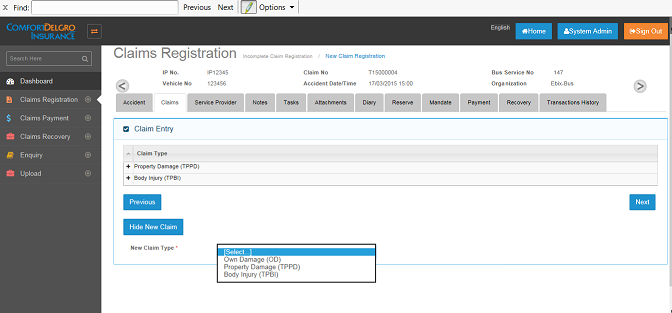 Find: Previous Next Options
COMFORTDELGRO
INSURANCE
English Home System Admin Sign Out
Search Here
Dashboard
Claims Registration
Claims Payment
Claims Recovery
Enquiry
Upload
Claims Registration Incomplete Claim Registration / New Claim Registration
IP No. IP12345 Claim No T15000004 Bus Service No 147
Vehicle No 123456 Accident Date/Time 17/03/2015 15:00 Organization Ebix-Bus
Accident Claims Service Provider Notes Tasks Attachments Diary Reserve Mandate Payment Recovery Transactions History
Claim Entry
Claim Type
Property Damage (TPPD)
Body Injury (TPBI)
Previous Next
Hide New Claim
New Claim Type *
[Select...]
Own Damage (OD)
Property Damage (TPPD)
Body Injury (TPBI)